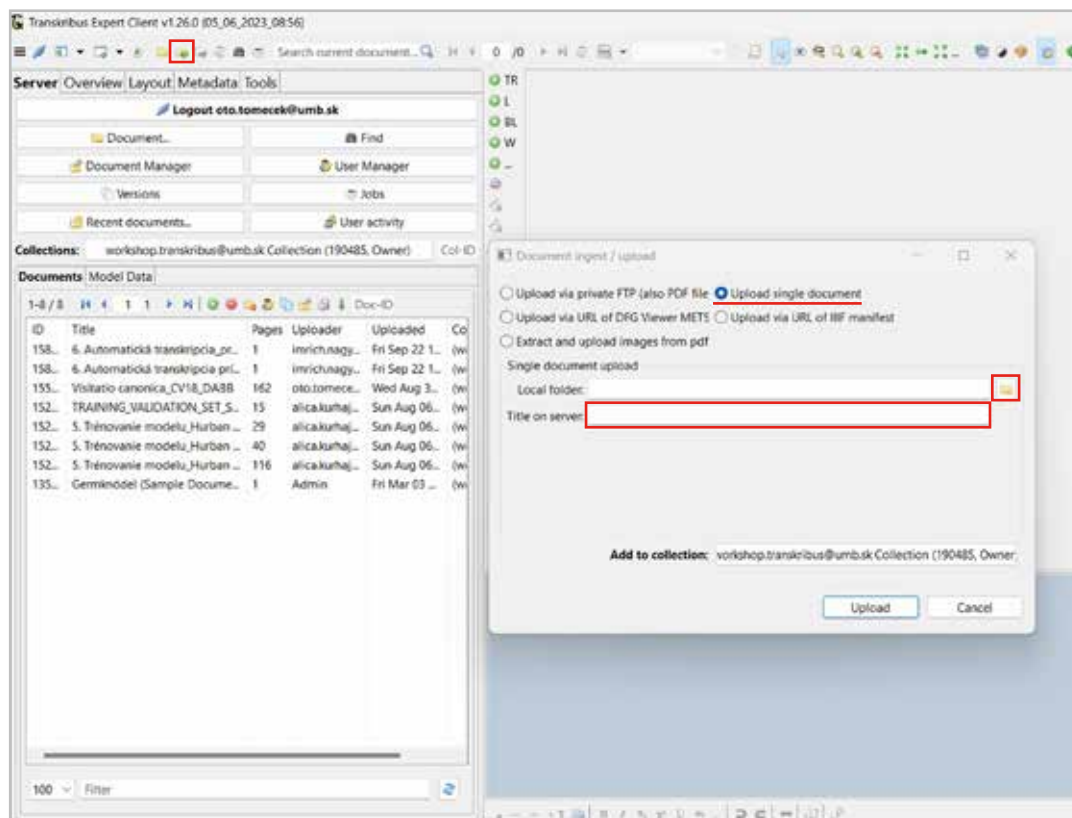 Transkribus Expert Client v1.26.0 (05_06_2023_08:56)
Search current document...
0 /0
Server Overview Layout Metadata Tools
Logout oto.tomecek@umb.sk
Document... Find
Document Manager User Manager
Versions Jobs
Recent documents... User activity
Collections: workshop.transkribus@umb.sk Collection (190485, Owner) Col-ID
Documents Model Data
1-8/8 1 1 Doc-ID
ID Title Pages Uploader Uploaded Co
158... 6. Automatická transkripcia_pr... 1 imrich.nagy... Fri Sep 22 1... (w
158... 6. Automatická transkripcia pri... 1 imrich.nagy... Fri Sep 22 1... (w
155... Visitatio canonica_CV18_DABB 162 oto.tomece... Wed Aug 3... (w
152... TRAINING_VALIDATION_SET_S... 15 alica.kurhaj... Sun Aug 06... (w
152... 5. Trénovanie modelu_Hurban ... 29 alica.kurhaj... Sun Aug 06... (w
152... 5. Trénovanie modelu_Hurban ... 40 alica.kurhaj... Sun Aug 06... (w
152... 5. Trénovanie modelu_Hurban ... 116 alica.kurhaj... Sun Aug 06... (w
135... Germknödel (Sample Docume... 1 Admin Fri Mar 03 ... (w
100 Filter
TR
L
BL
W
...
Document ingest / upload
Upload via private FTP (also PDF file Upload single document
Upload via URL of DFG Viewer METS Upload via URL of IIIF manifest
Extract and upload images from pdf
Single document upload
Local folder:
Title on server:
Add to collection: vorkshop.transkribus@umb.sk Collection (190485, Owner
Upload Cancel